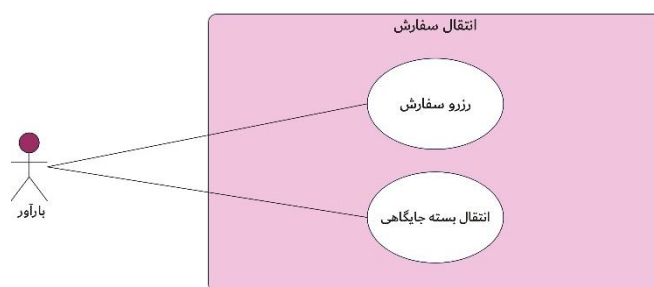 انتقال سفارش
رزرو سفارش
بارآور
انتقال بسته جایگاهی